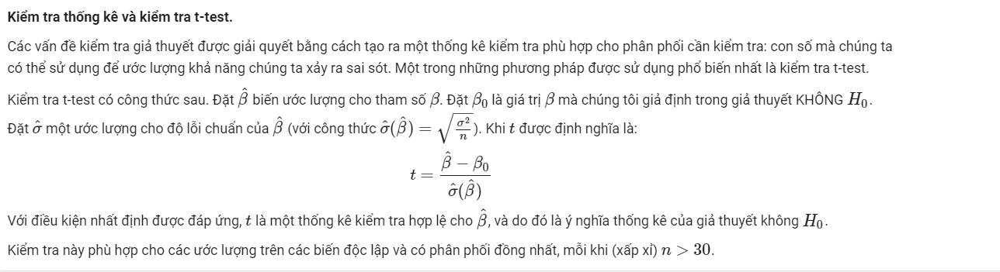 Kiểm tra thống kê và kiểm tra t-test.
Các vấn đề kiểm tra giả thuyết được giải quyết bằng cách tạo ra một thống kê kiểm tra phù hợp cho phân phối cần kiểm tra: con số mà chúng ta
có thể sử dụng để ước lượng khả năng chúng ta xảy ra sai sót. Một trong những phương pháp được sử dụng phổ biến nhất là kiểm tra t-test.
Kiểm tra t-test có công thức sau. Đặt $\hat{\beta}$ biến ước lượng cho tham số $\beta$. Đặt $\beta_0$ là giá trị $\beta$ mà chúng tôi giả định trong giả thuyết KHÔNG $H_0$.
Đặt $\hat{\sigma}$ một ước lượng cho độ lỗi chuẩn của $\hat{\beta}$ (với công thức $\hat{\sigma}(\hat{\beta}) = \sqrt{\frac{\sigma^2}{n}}$). Khi $t$ được định nghĩa là:
$t = \frac{\hat{\beta} - \beta_0}{\hat{\sigma}(\hat{\beta})}$
Với điều kiện nhất định được đáp ứng, $t$ là một thống kê kiểm tra hợp lệ cho $\hat{\beta}$, và do đó là ý nghĩa thống kê của giả thuyết không $H_0$.
Kiểm tra này phù hợp cho các ước lượng trên các biến độc lập và có phân phối đồng nhất, mỗi khi (xấp xỉ) $n > 30$.